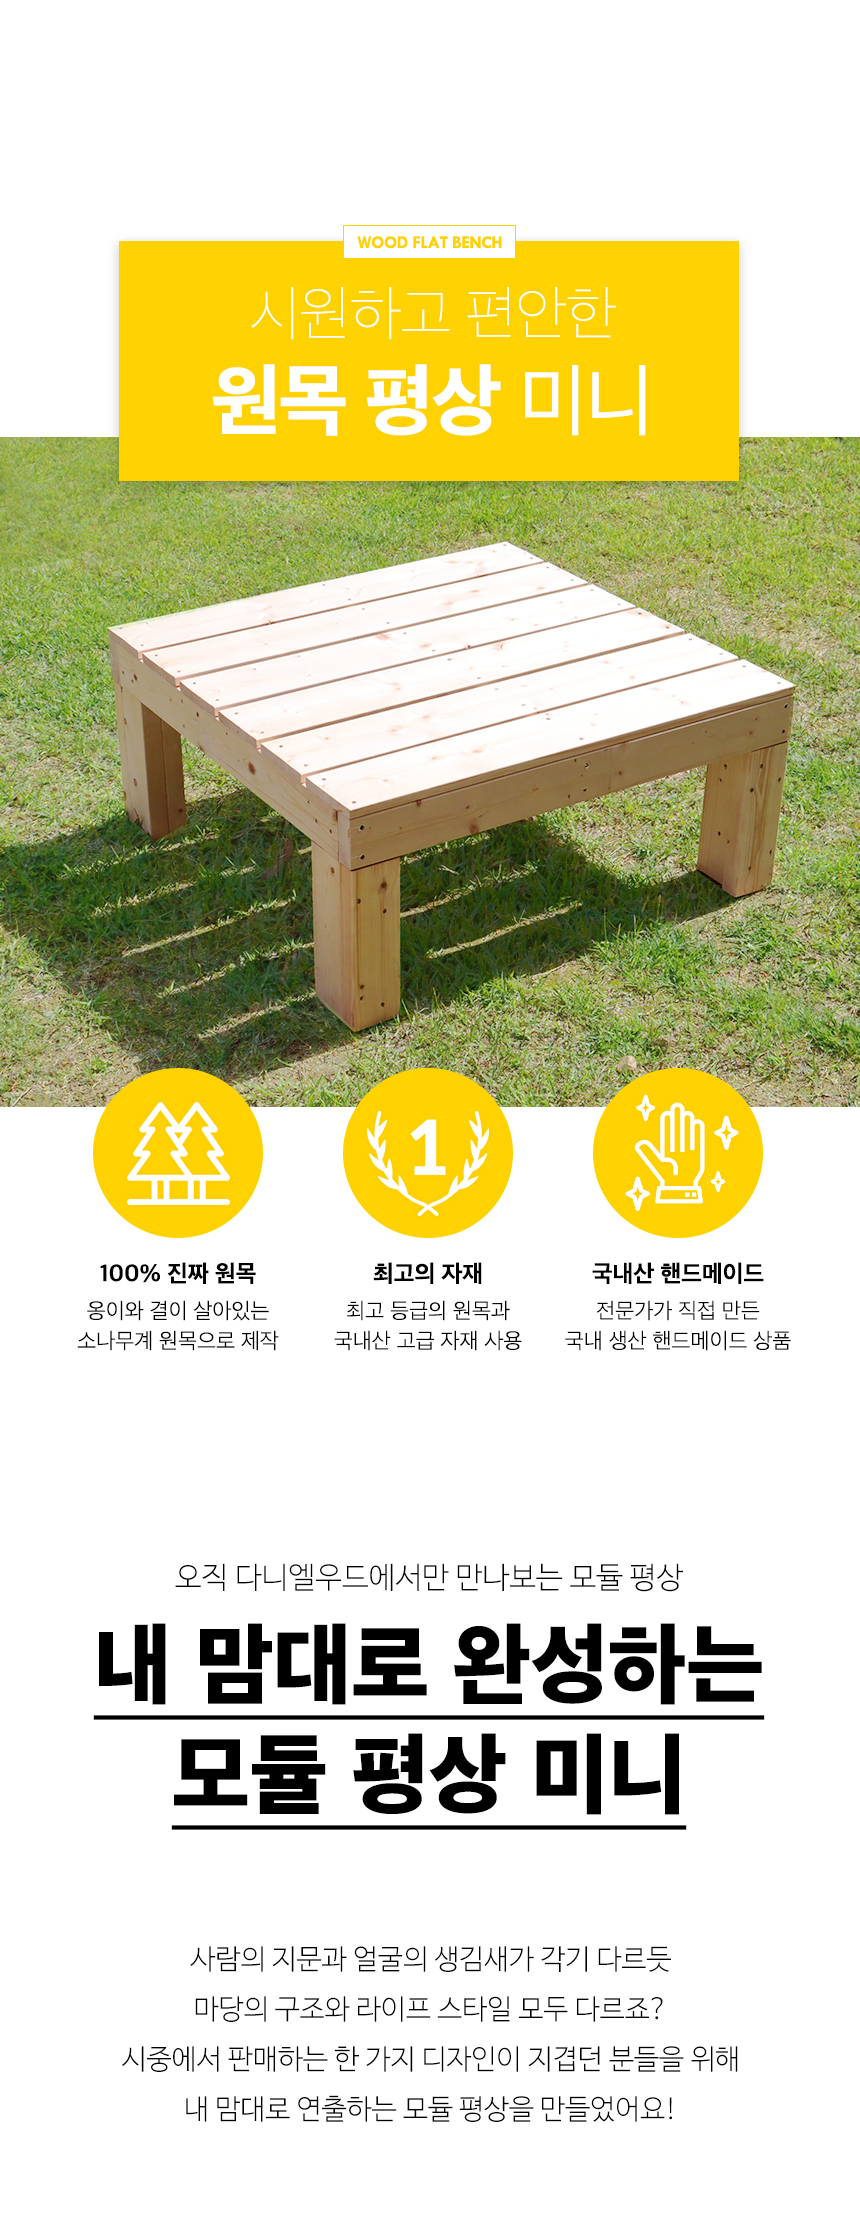 WOOD FLAT BENCH
시원하고 편안한
원목 평상 미니
1
100% 진짜 원목
옹이와 결이 살아있는
소나무계 원목으로 제작
최고의 자재
최고 등급의 원목과
국내산 고급 자재 사용
국내산 핸드메이드
전문가가 직접 만든
국내 생산 핸드메이드 상품
오직 다니엘우드에서만 만나보는 모듈 평상
내 맘대로 완성하는
모듈 평상 미니
사람의 지문과 얼굴의 생김새가 각기 다르듯
마당의 구조와 라이프 스타일 모두 다르죠?
시중에서 판매하는 한 가지 디자인이 지겹던 분들을 위해
내 맘대로 연출하는 모듈 평상을 만들었어요!